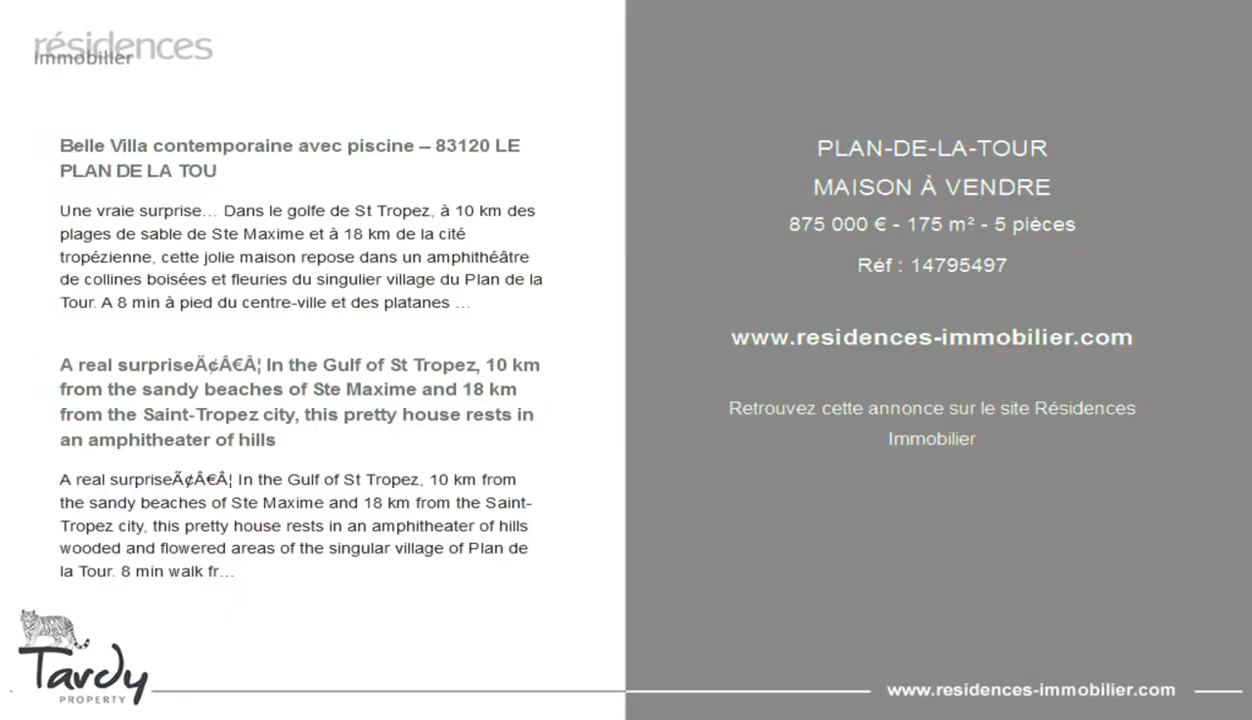 résidences
Immobilier
Belle Villa contemporaine avec piscine – 83120 LE
PLAN DE LA TOU
Une vraie surprise… Dans le golfe de St Tropez, à 10 km des
plages de sable de Ste Maxime et à 18 km de la cité
tropézienne, cette jolie maison repose dans un amphithéâtre
de collines boisées et fleuries du singulier village du Plan de la
Tour. A 8 min à pied du centre-ville et des platanes …
A real surpriseÃ¢Â€Â¦ In the Gulf of St Tropez, 10 km
from the sandy beaches of Ste Maxime and 18 km
from the Saint-Tropez city, this pretty house rests in
an amphitheater of hills
A real surpriseÃ¢Â€Â¦ In the Gulf of St Tropez, 10 km from
the sandy beaches of Ste Maxime and 18 km from the Saint-
Tropez city, this pretty house rests in an amphitheater of hills
wooded and flowered areas of the singular village of Plan de
la Tour. 8 min walk fr…
Tardy
PROPERTY
PLAN-DE-LA-TOUR
MAISON À VENDRE
875 000 € - 175 m² - 5 pièces
Réf : 14795497
www.residences-immobilier.com
Retrouvez cette annonce sur le site Résidences
Immobilier
www.residences-immobilier.com